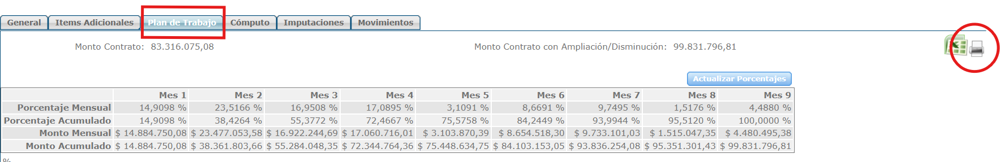 General Items Adicionales Plan de Trabajo Cómputo Imputaciones Movimientos
Monto Contrato: 83.316.075,08 Monto Contrato con Ampliación/Disminución: 99.831.796,81
Actualizar Porcentajes
Mes 1 Mes 2 Mes 3 Mes 4 Mes 5 Mes 6 Mes 7 Mes 8 Mes 9
Porcentaje Mensual 14,9098 % 23,5166 % 16,9508 % 17,0895 % 3,1091 % 8,6691 % 9,7495 % 1,5176 % 4,4880 %
Porcentaje Acumulado 14,9098 % 38,4264 % 55,3772 % 72,4667 % 75,5758 % 84,2449 % 93,9944 % 95,5120 % 100,0000 %
Monto Mensual $ 14.884.750,08 $ 23.477.053,58 $ 16.922.244,69 $ 17.060.716,01 $ 3.103.870,39 $ 8.654.518,30 $ 9.733.101,03 $ 1.515.047,35 $ 4.480.495,38
Monto Acumulado $ 14.884.750,08 $ 38.361.803,66 $ 55.284.048,35 $ 72.344.764,36 $ 75.448.634,75 $ 84.103.153,05 $ 93.836.254,08 $ 95.351.301,43 $ 99.831.796,81
%